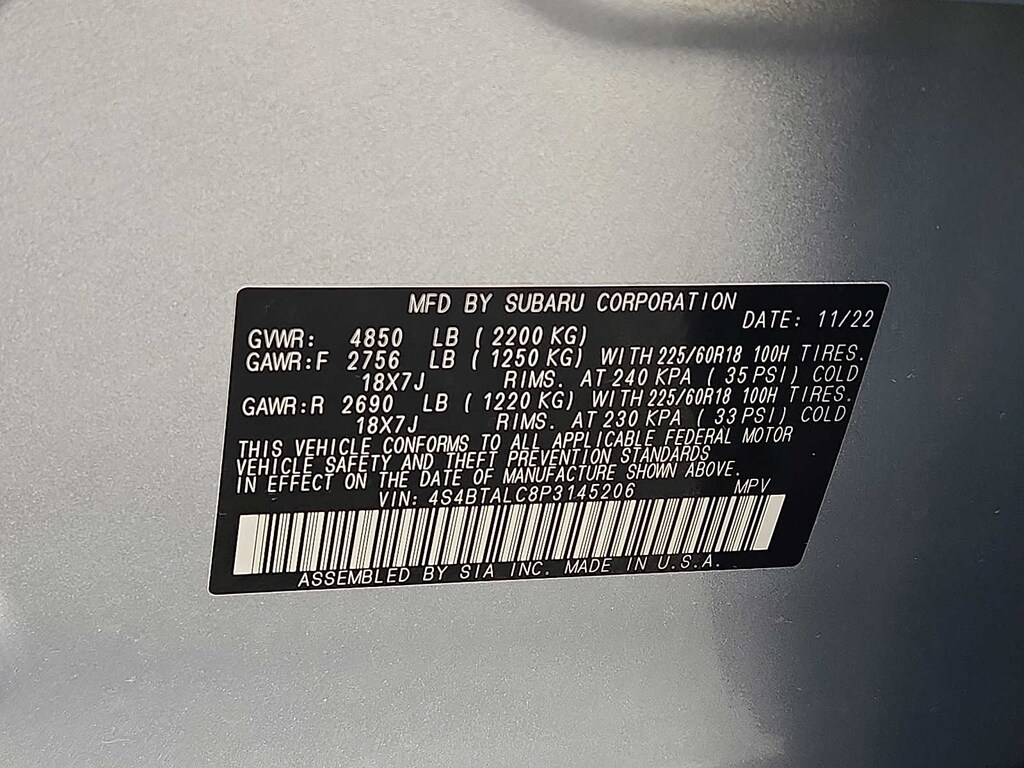 MFD BY SUBARU CORPORATION
DATE: 11/22
GVWR: 4850 LB ( 2200 KG)
GAWR:F 2756 LB ( 1250 KG) WITH 225/60R18 100H TIRES.
18X7J RIMS. AT 240 KPA ( 35 PSI) COLD
GAWR:R 2690 LB ( 1220 KG) WITH 225/60R18 100H TIRES.
18X7J RIMS. AT 230 KPA ( 33 PSI) COLD
THIS VEHICLE CONFORMS TO ALL APPLICABLE FEDERAL MOTOR
VEHICLE SAFETY AND THEFT PREVENTION STANDARDS
IN EFFECT ON THE DATE OF MANUFACTURE SHOWN ABOVE.
VIN: 4S4BTALC8P3145206 MPV
ASSEMBLED BY SIA INC. MADE IN U.S.A.